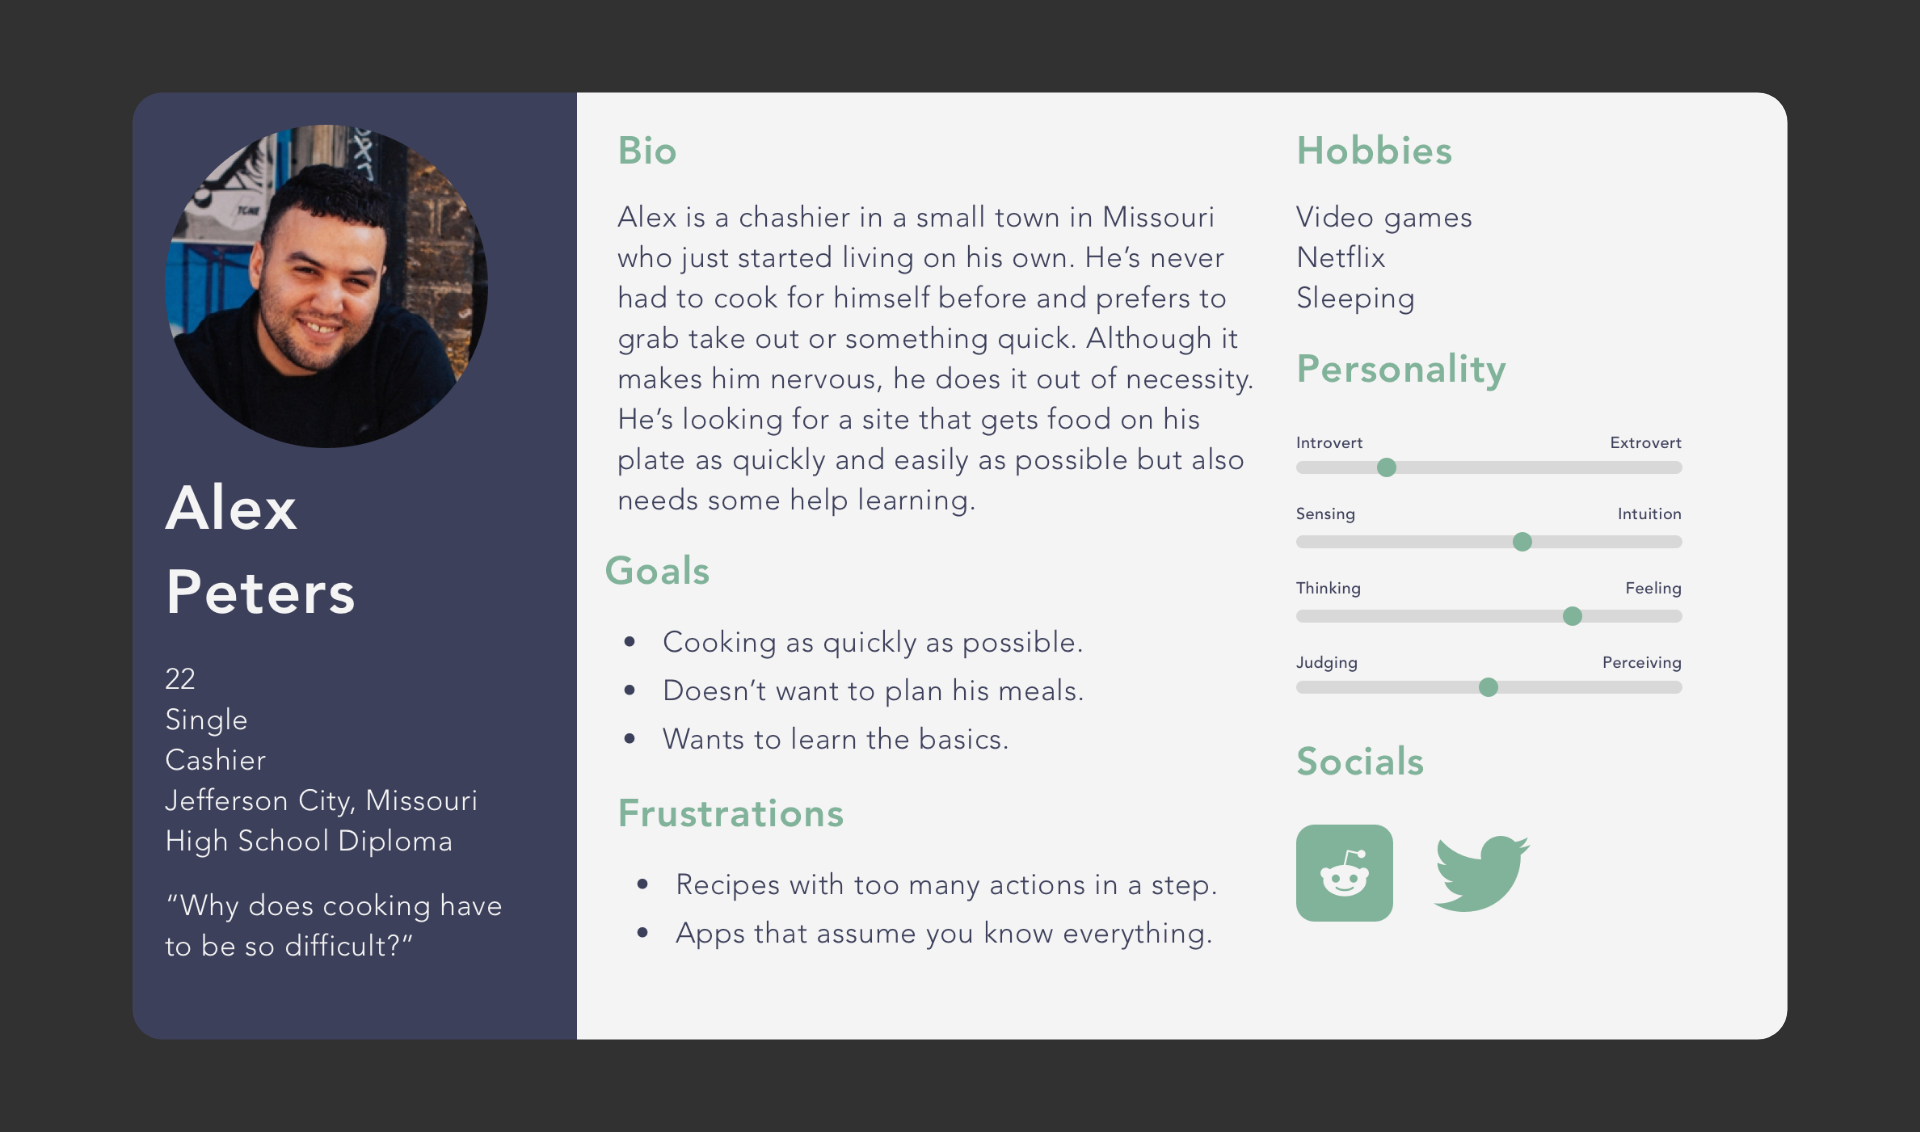 TCNE
Alex
Peters
22
Single
Cashier
Jefferson City, Missouri
High School Diploma
“Why does cooking have
to be so difficult?”
Bio
Alex is a chashier in a small town in Missouri
who just started living on his own. He’s never
had to cook for himself before and prefers to
grab take out or something quick. Although it
makes him nervous, he does it out of necessity.
He’s looking for a site that gets food on his
plate as quickly and easily as possible but also
needs some help learning.
Goals
• Cooking as quickly as possible.
• Doesn’t want to plan his meals.
• Wants to learn the basics.
Frustrations
• Recipes with too many actions in a step.
• Apps that assume you know everything.
Hobbies
Video games
Netflix
Sleeping
Personality
Introvert Extrovert
Sensing Intuition
Thinking Feeling
Judging Perceiving
Socials